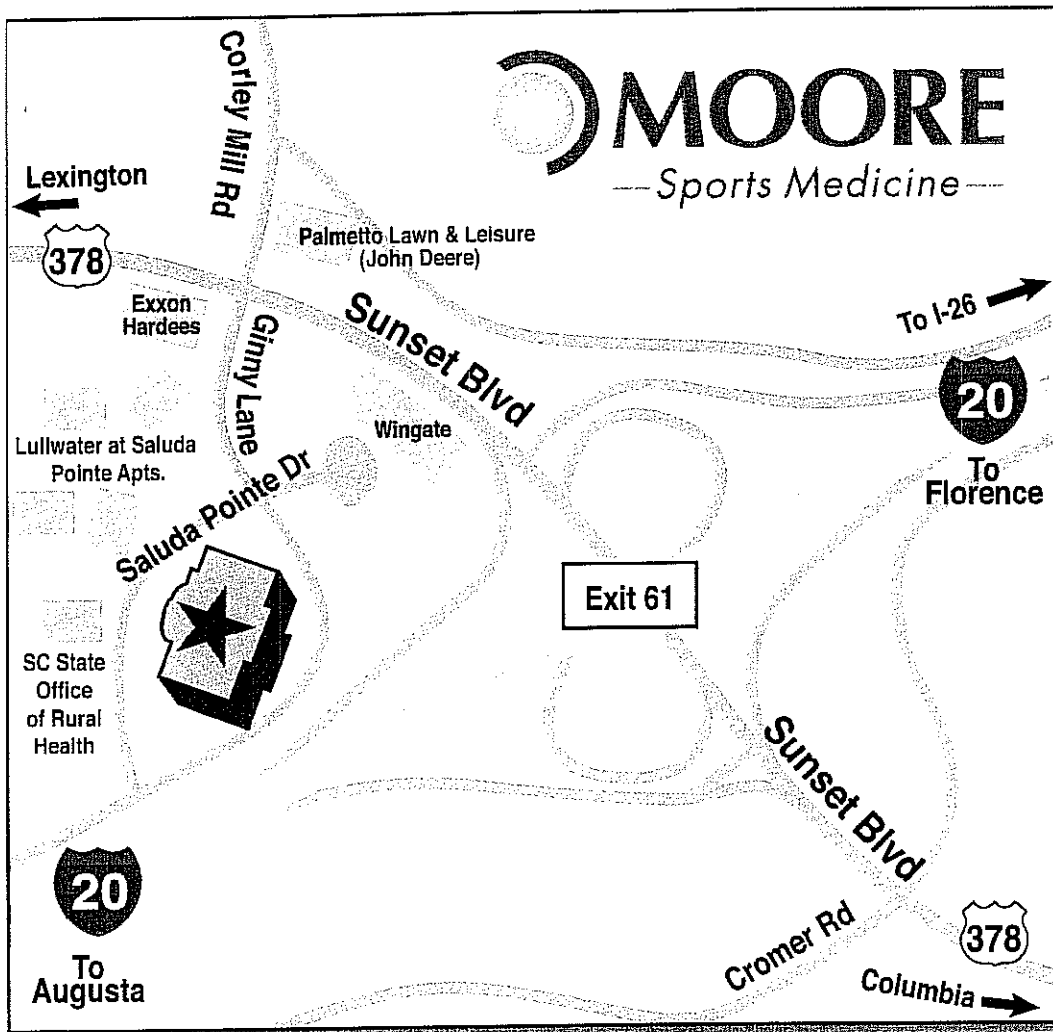 MOORE
Sports Medicine
Corley Mill Rd
Lexington
378
Palmetto Lawn & Leisure
(John Deere)
Exxon
Hardees
Ginny Lane
Sunset Blvd
To I-26
20
To
Florence
Lullwater at Saluda
Pointe Apts.
Wingate
Saluda Pointe Dr
Exit 61
SC State
Office
of Rural
Health
Sunset Blvd
20
To
Augusta
Cromer Rd
378
Columbia